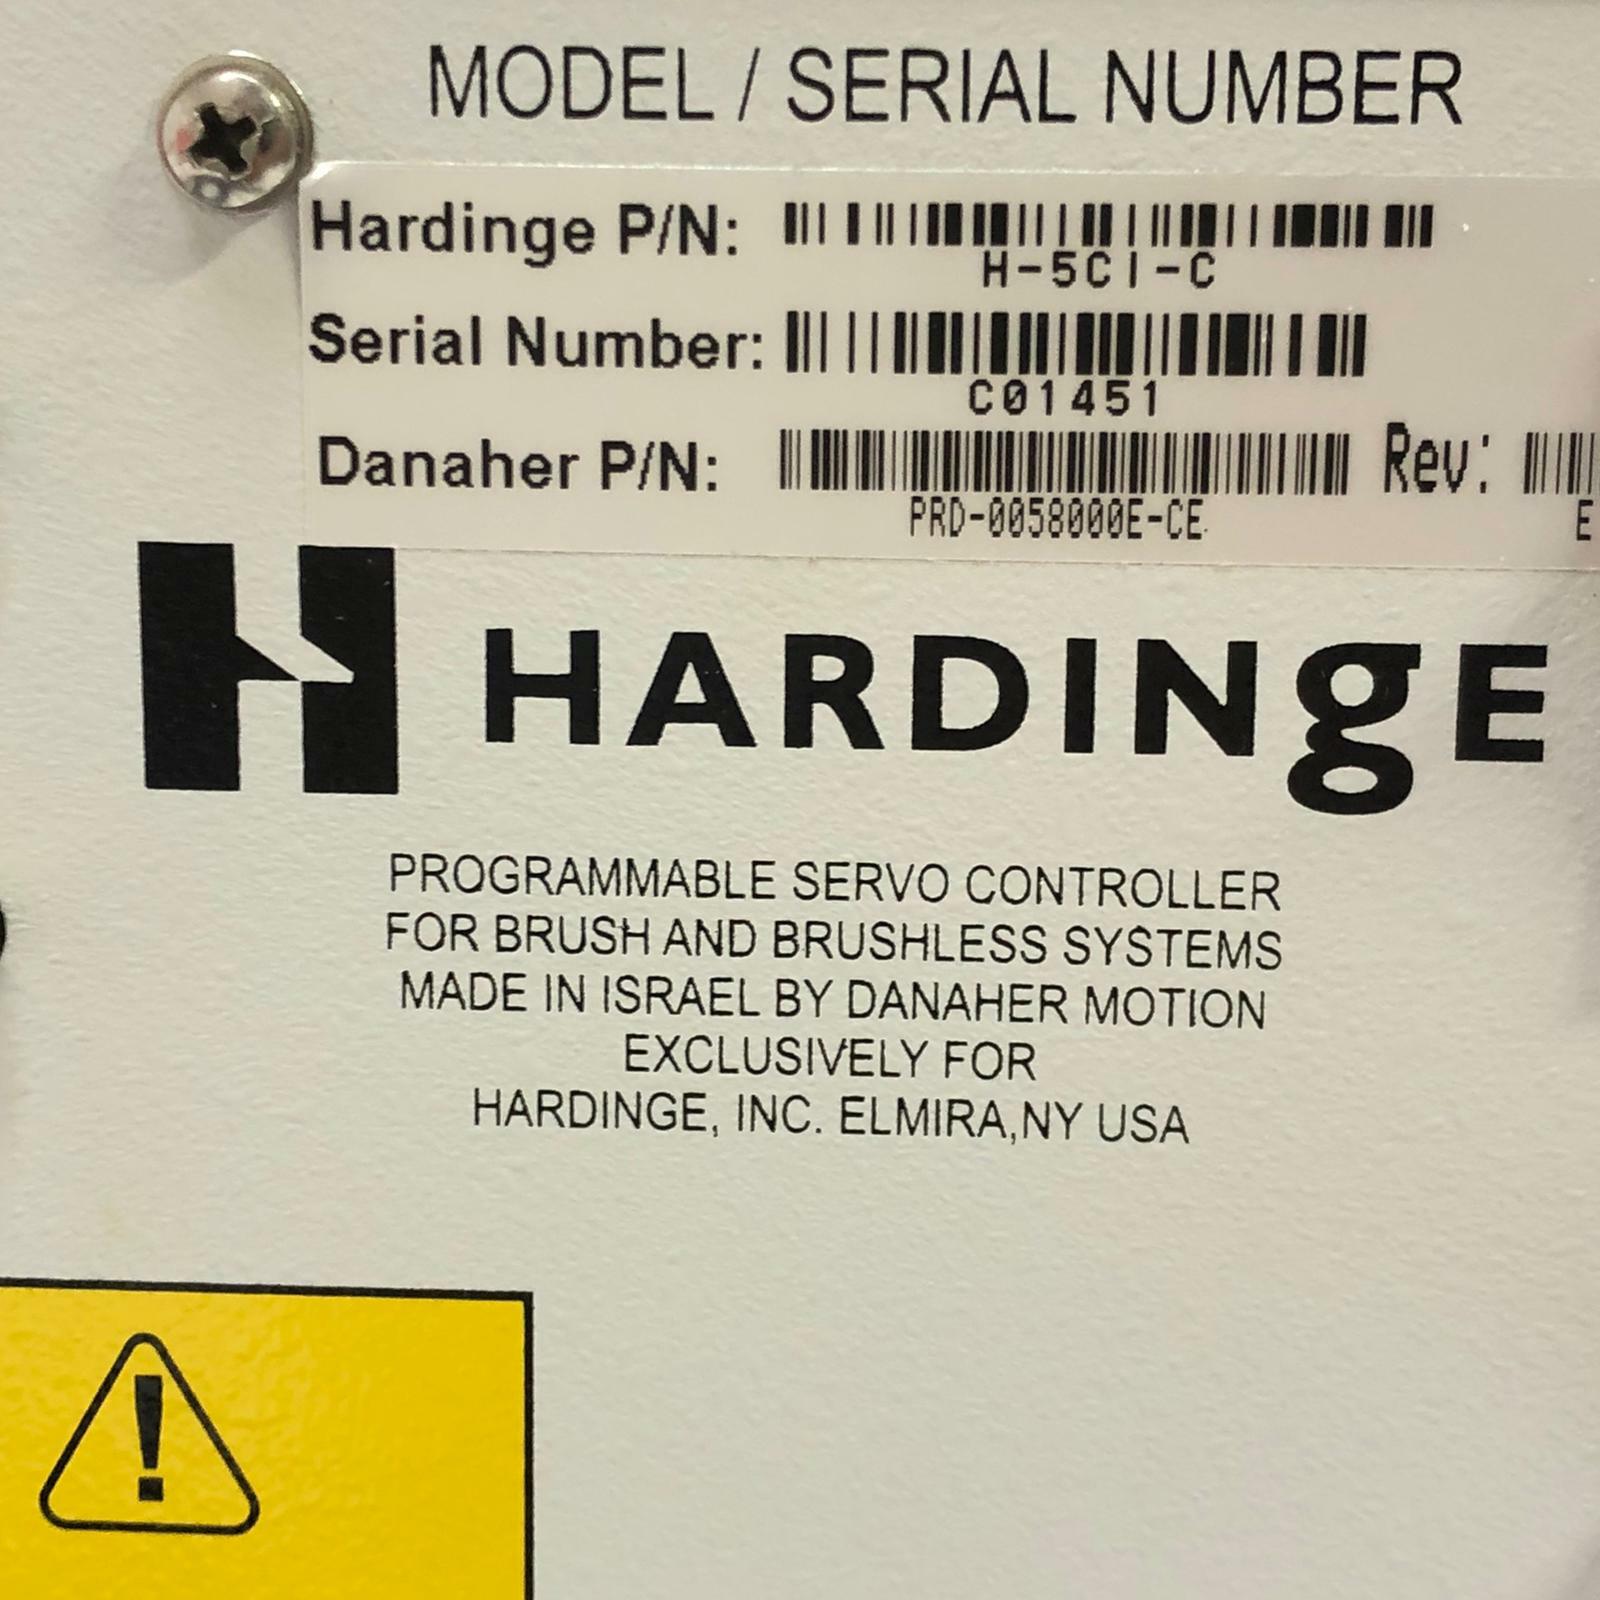 MODEL / SERIAL NUMBER
Hardinge P/N:
H-5CI-C
Serial Number:
C01451
Danaher P/N: Rev:
PRD-0058000E-CE E
HARDINgE
PROGRAMMABLE SERVO CONTROLLER
FOR BRUSH AND BRUSHLESS SYSTEMS
MADE IN ISRAEL BY DANAHER MOTION
EXCLUSIVELY FOR
HARDINGE, INC. ELMIRA,NY USA
!